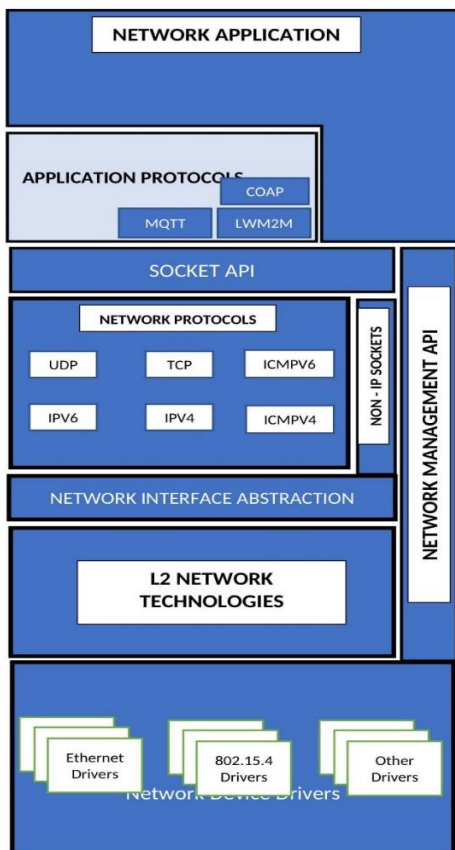 NETWORK APPLICATION
APPLICATION PROTOCOLS
COAP
MQTT
LWM2M
SOCKET API
NETWORK PROTOCOLS
UDP
TCP
ICMPV6
IPV6
IPV4
ICMPV4
NON - IP SOCKETS
NETWORK MANAGEMENT API
NETWORK INTERFACE ABSTRACTION
L2 NETWORK
TECHNOLOGIES
Ethernet
Drivers
802.15.4
Drivers
Other
Drivers
Network Device Drivers